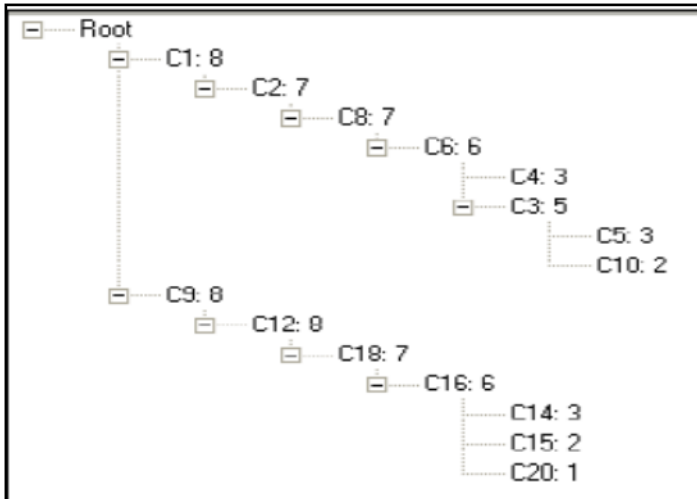 Root
C1: 8
C2: 7
C8: 7
C6: 6
C4: 3
C3: 5
C5: 3
C10: 2
C9: 8
C12: 8
C18: 7
C16: 6
C14: 3
C15: 2
C20: 1